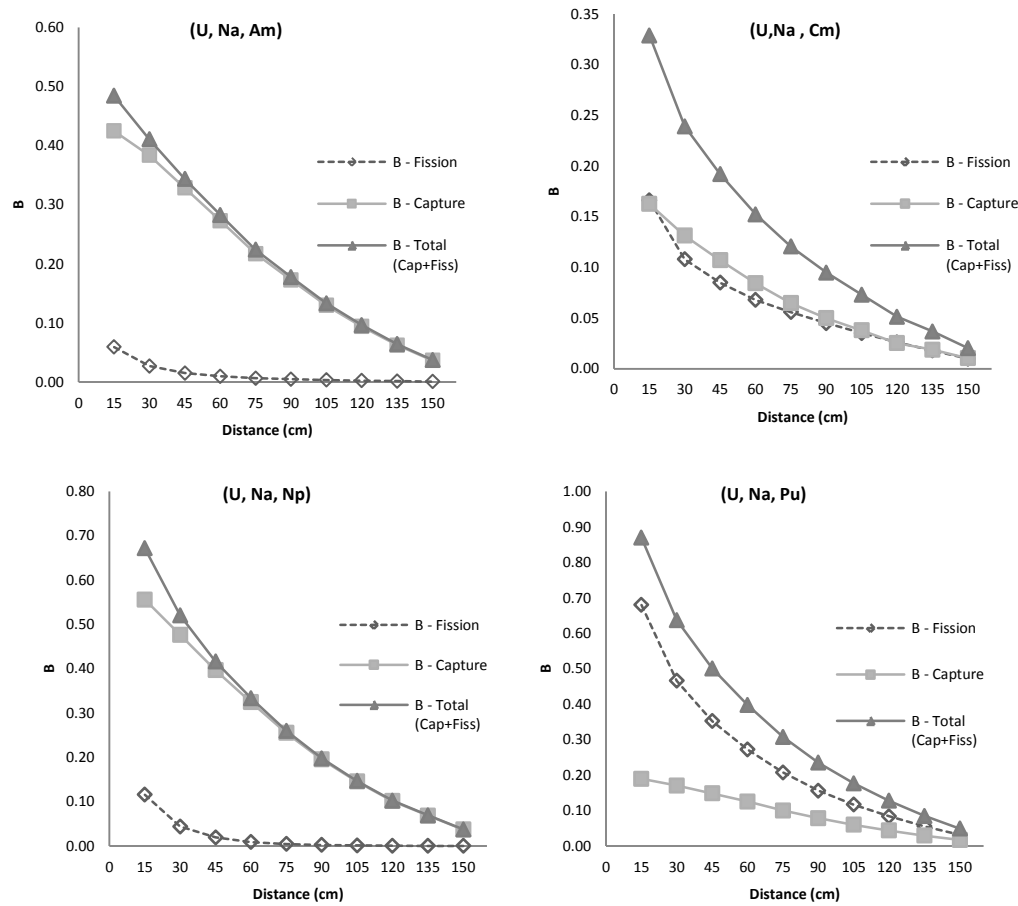 (U, Na, Am)
0.60
0.50
0.40
0.30
0.20
0.10
0.00
B
0 15 30 45 60 75 90 105 120 135 150
Distance (cm)
B - Fission
B - Capture
B - Total
(Cap+Fiss)
(U,Na , Cm)
0.35
0.30
0.25
0.20
0.15
0.10
0.05
0.00
B
0 15 30 45 60 75 90 105 120 135 150
Distance (cm)
B - Fission
B - Capture
B - Total
(Cap+Fiss)
(U, Na, Np)
0.80
0.70
0.60
0.50
0.40
0.30
0.20
0.10
0.00
B
0 15 30 45 60 75 90 105 120 135 150
Distance (cm)
B - Fission
B - Capture
B - Total
(Cap+Fiss)
(U, Na, Pu)
1.00
0.90
0.80
0.70
0.60
0.50
0.40
0.30
0.20
0.10
0.00
B
0 15 30 45 60 75 90 105 120 135 150
Distance (cm)
B - Fission
B - Capture
B - Total
(Cap+Fiss)